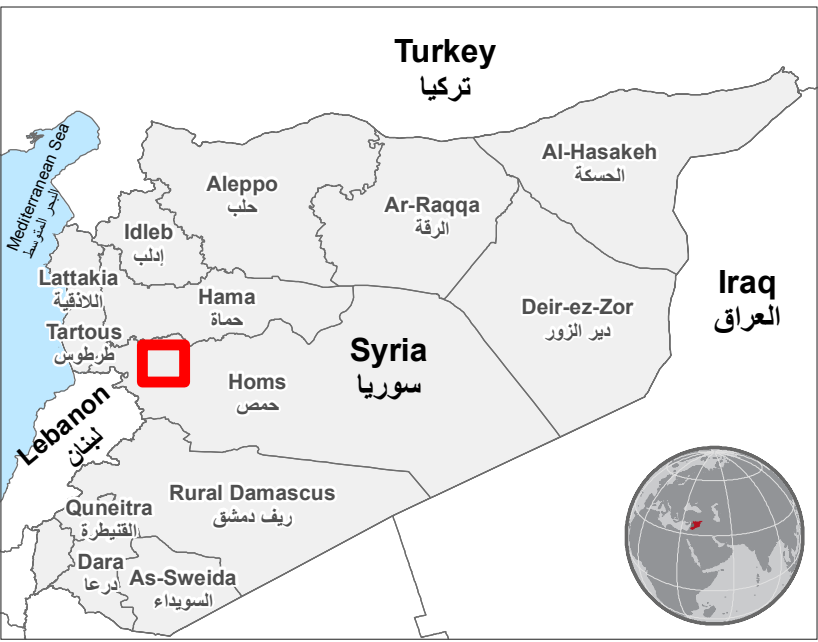 Turkey
تركيا
Mediterranean Sea
البحر المتوسط
Al-Hasakeh
الحسكة
Aleppo
حلب
Ar-Raqqa
الرقة
Idleb
إدلب
Lattakia
اللاذقية
Hama
حماة
Iraq
العراق
Deir-ez-Zor
دير الزور
Tartous
طرطوس
Syria
سوريا
Homs
حمص
Lebanon
لبنان
Rural Damascus
ريف دمشق
Quneitra
القنيطرة
Dara
درعا
As-Sweida
السويداء